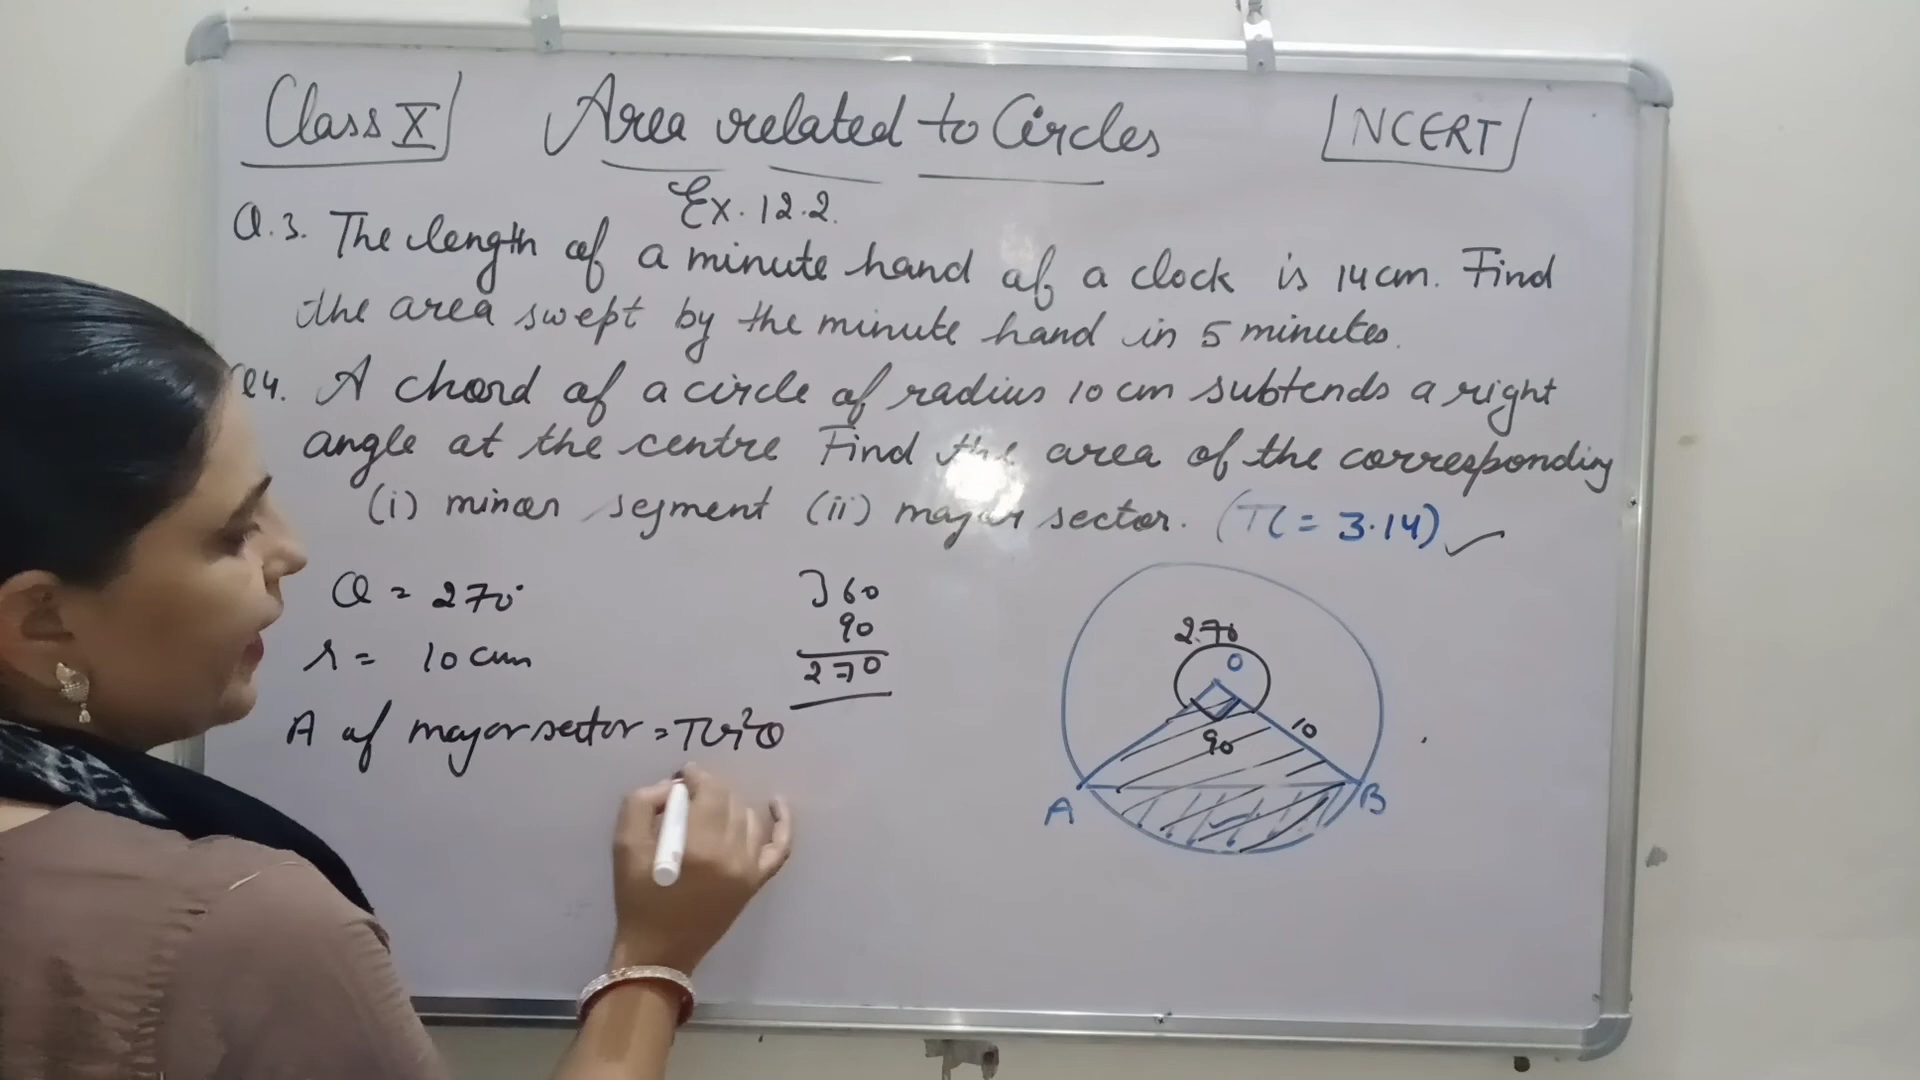 Class X Area related to Circles NCERT
Ex. 12.2.
Q.3. The length of a minute hand of a clock is 14 cm. Find
the area swept by the minute hand in 5 minutes.
Q4. A chord of a circle of radius 10 cm subtends a right
angle at the centre Find the area of the corresponding
(i) minor segment (ii) major sector. (π = 3.14)
θ = 270°
r = 10 cm
A of major sector = πr²θ
360
90
270
270
O
90
10
A
B